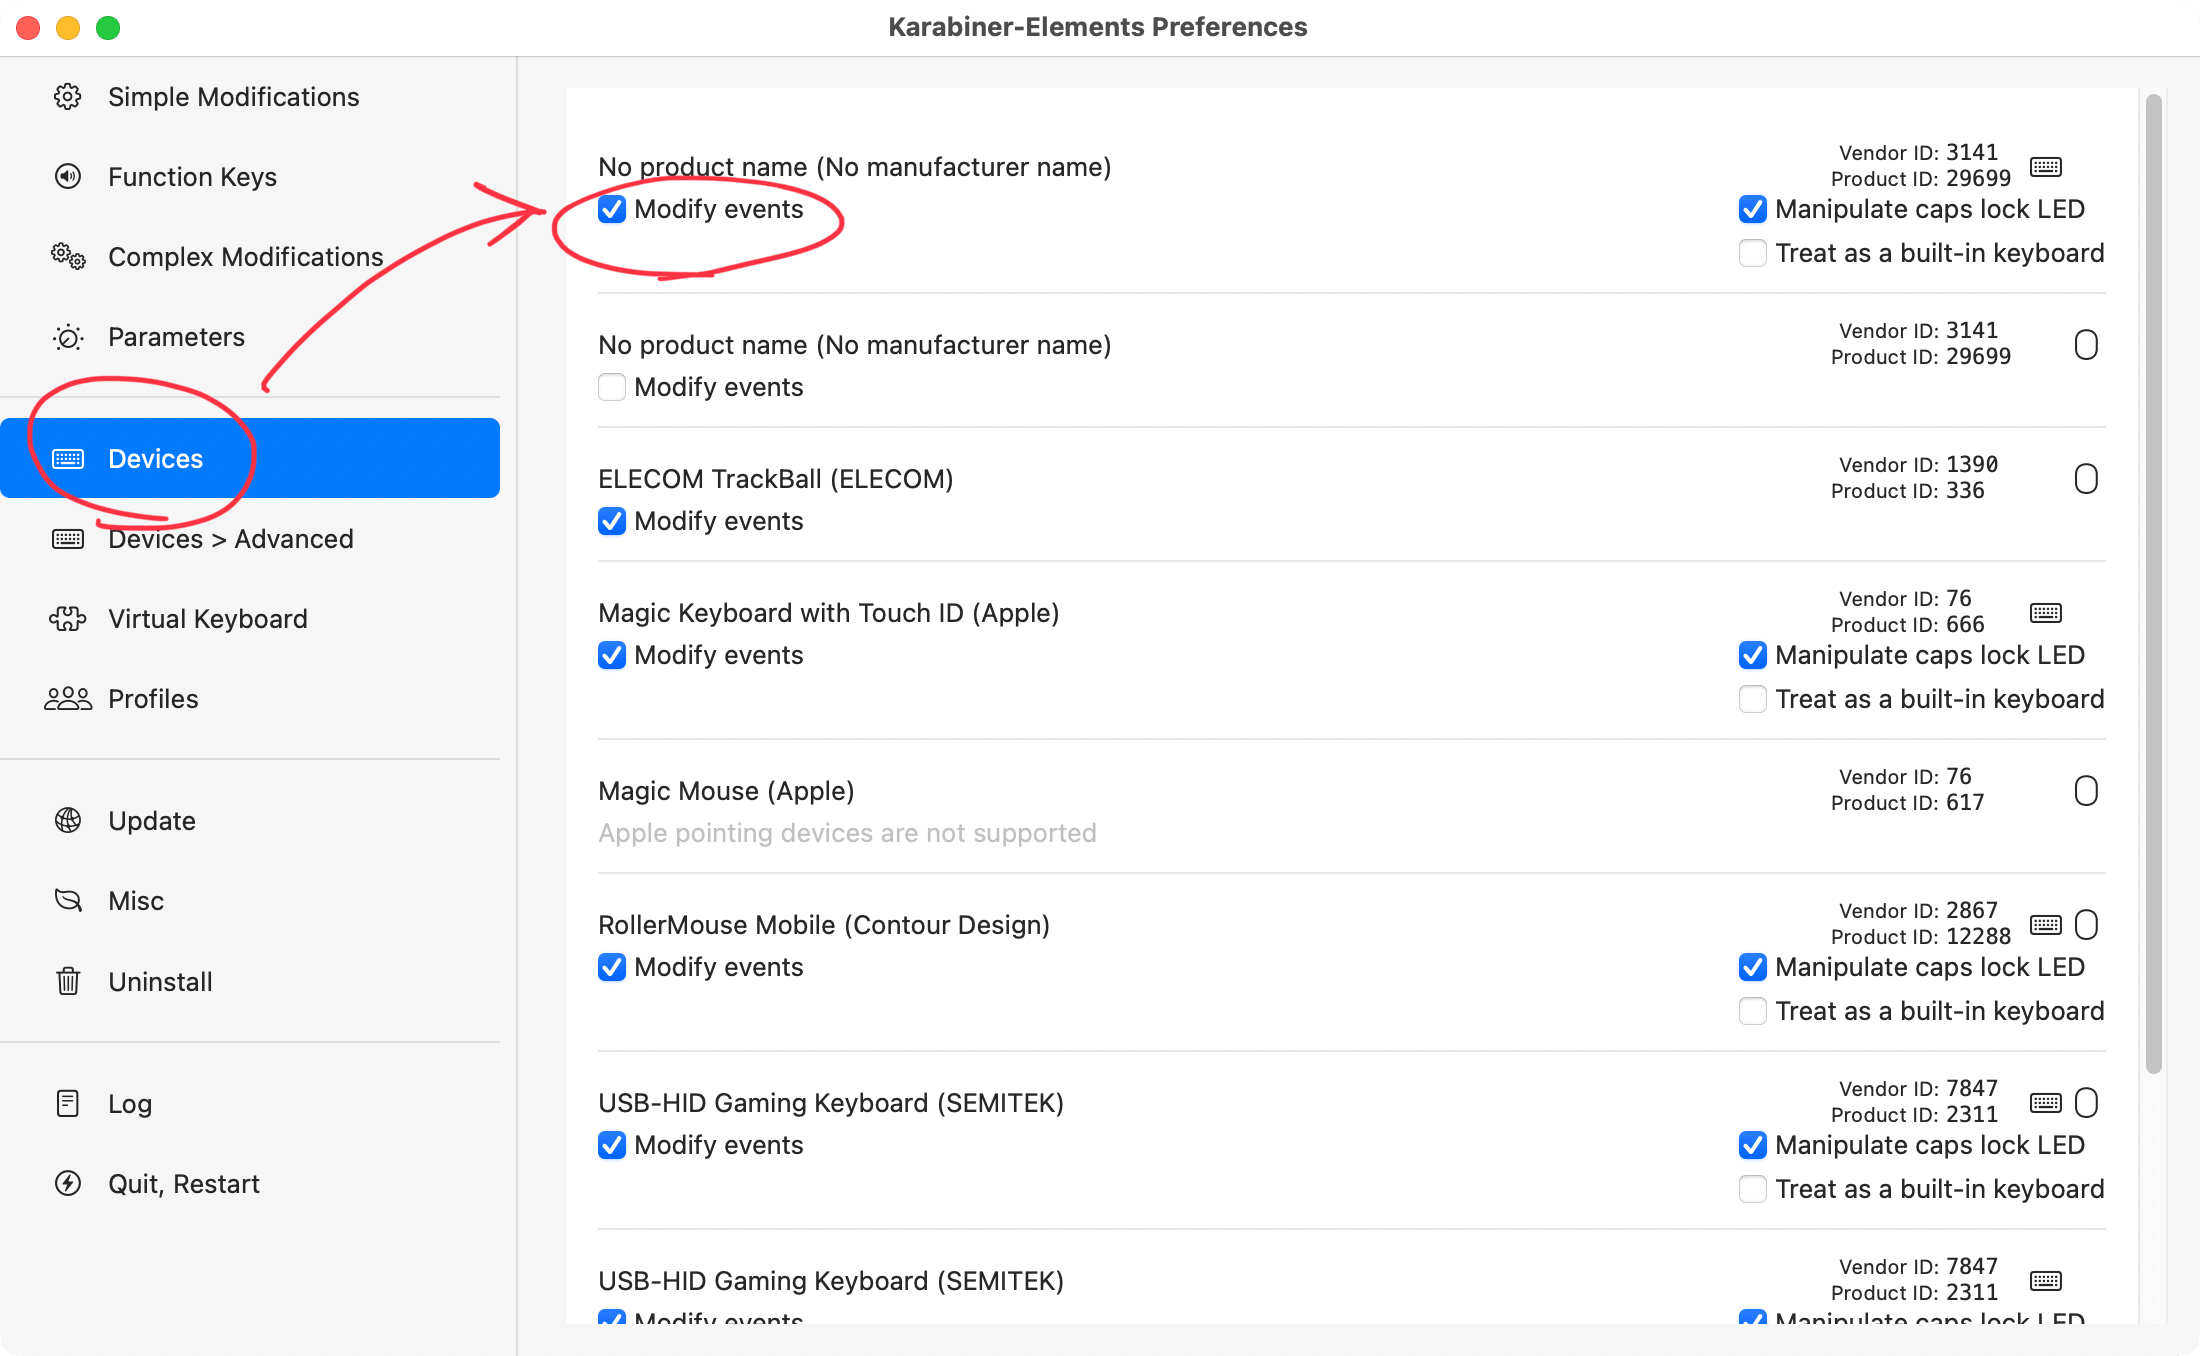 Karabiner-Elements Preferences
Simple Modifications
Function Keys
Complex Modifications
Parameters
Devices
Devices > Advanced
Virtual Keyboard
Profiles
Update
Misc
Uninstall
Log
Quit, Restart
No product name (No manufacturer name)
Vendor ID: 3141
Product ID: 29699
Modify events
Manipulate caps lock LED
Treat as a built-in keyboard
No product name (No manufacturer name)
Vendor ID: 3141
Product ID: 29699
Modify events
ELECOM TrackBall (ELECOM)
Vendor ID: 1390
Product ID: 336
Modify events
Magic Keyboard with Touch ID (Apple)
Vendor ID: 76
Product ID: 666
Modify events
Manipulate caps lock LED
Treat as a built-in keyboard
Magic Mouse (Apple)
Vendor ID: 76
Product ID: 617
Apple pointing devices are not supported
RollerMouse Mobile (Contour Design)
Vendor ID: 2867
Product ID: 12288
Modify events
Manipulate caps lock LED
Treat as a built-in keyboard
USB-HID Gaming Keyboard (SEMITEK)
Vendor ID: 7847
Product ID: 2311
Modify events
Manipulate caps lock LED
Treat as a built-in keyboard
USB-HID Gaming Keyboard (SEMITEK)
Vendor ID: 7847
Product ID: 2311
Modify events
Manipulate caps lock LED